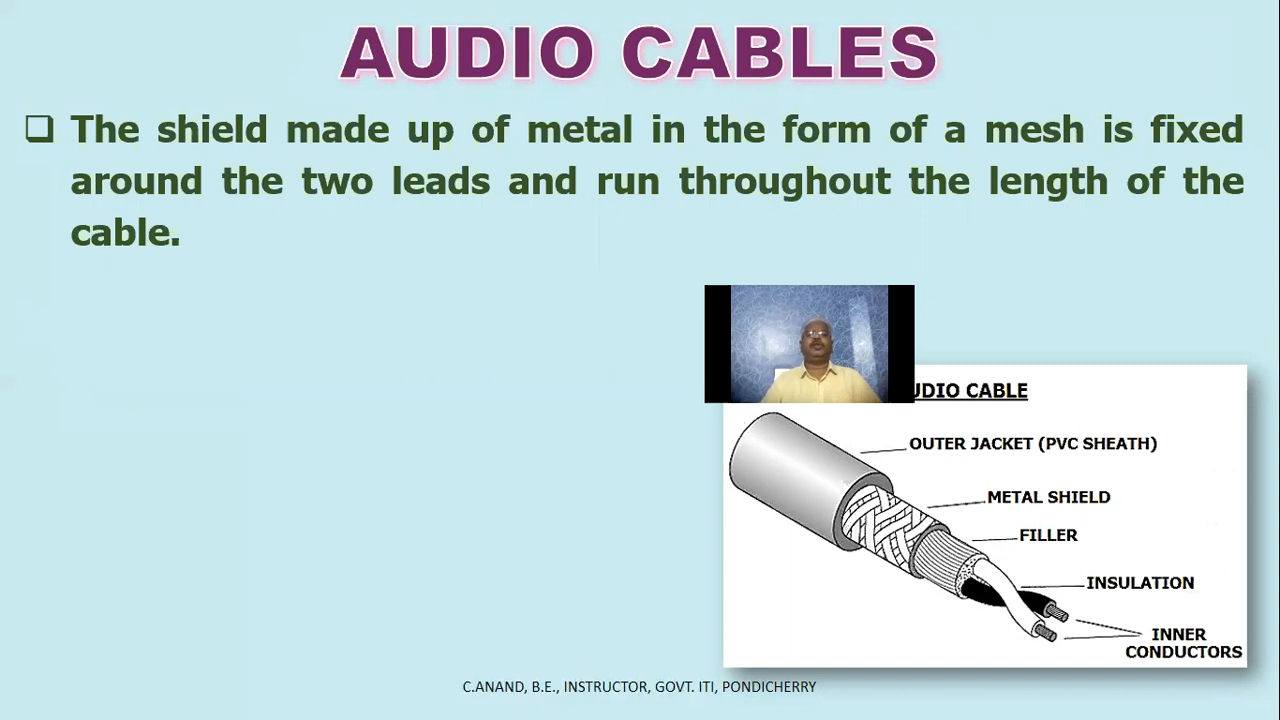 AUDIO CABLES
❑ The shield made up of metal in the form of a mesh is fixed
around the two leads and run throughout the length of the
cable.
UDIO CABLE
OUTER JACKET (PVC SHEATH)
METAL SHIELD
FILLER
INSULATION
INNER
CONDUCTORS
C.ANAND, B.E., INSTRUCTOR, GOVT. ITI, PONDICHERRY